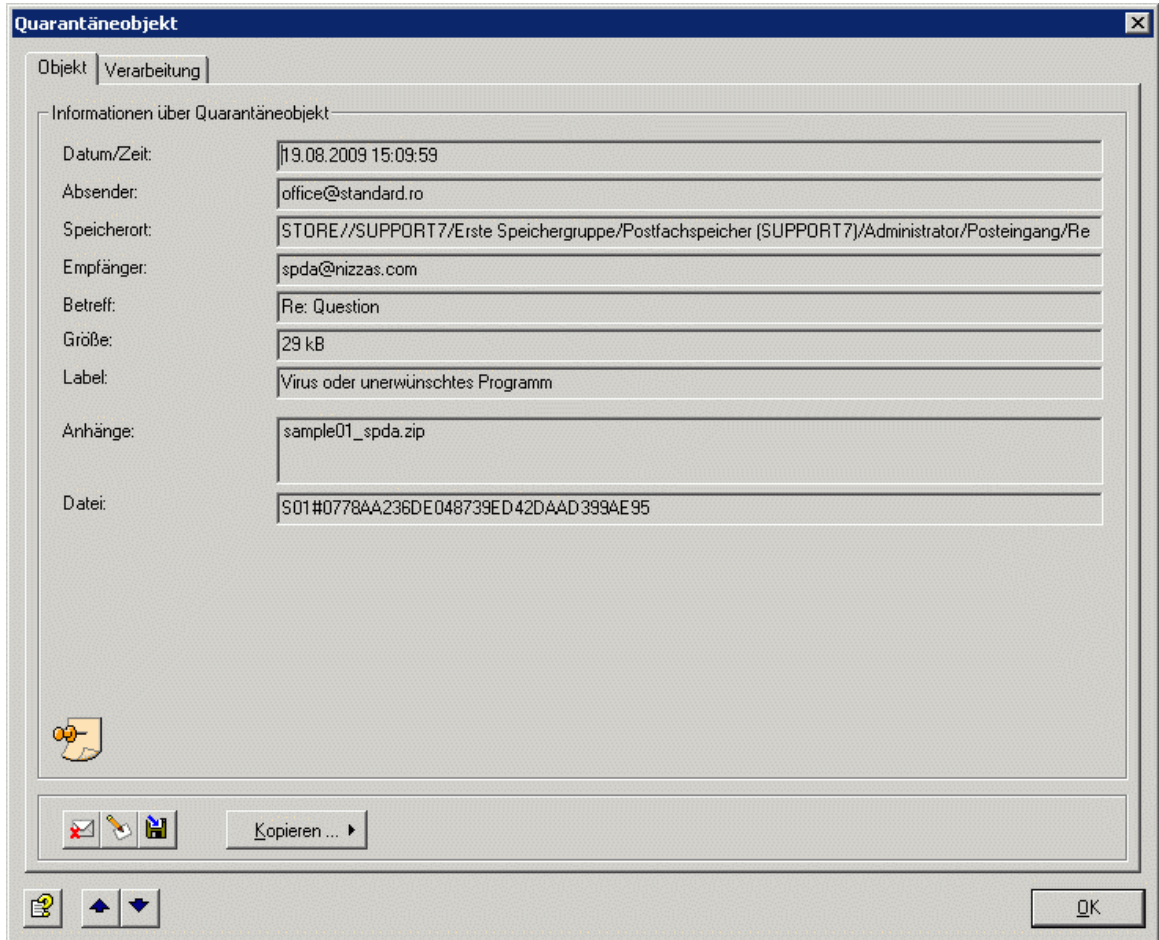 Quarantäneobjekt
Objekt Verarbeitung
Informationen über Quarantäneobjekt
Datum/Zeit: 19.08.2009 15:09:59
Absender: office@standard.ro
Speicherort: STORE//SUPPORT7/Erste Speichergruppe/Postfachspeicher (SUPPORT7)/Administrator/Posteingang/Re
Empfänger: spda@nizzas.com
Betreff: Re: Question
Größe: 29 kB
Label: Virus oder unerwünschtes Programm
Anhänge: sample01_spda.zip
Datei: S01#0778AA236DE048739ED42DAAD399AE95
Kopieren ...
OK